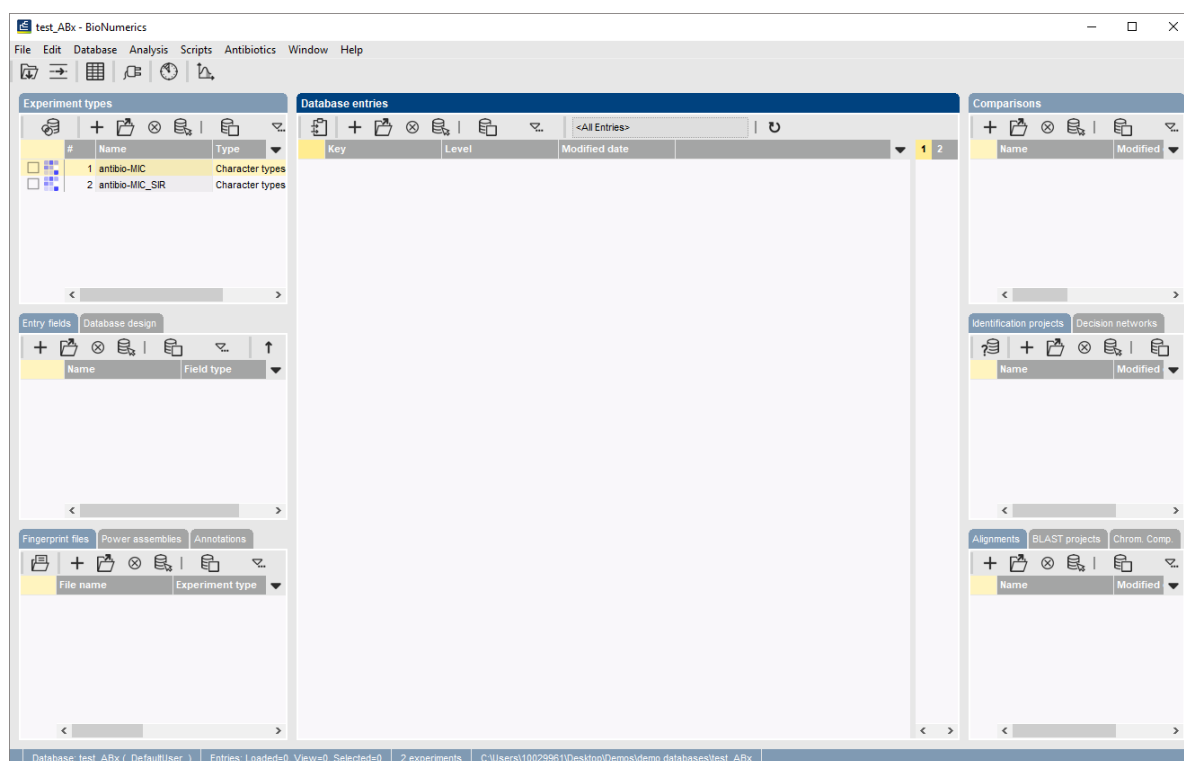 test_ABx - BioNumerics
File Edit Database Analysis Scripts Antibiotics Window Help
Experiment types
# Name Type
1 antibio-MIC Character types
2 antibio-MIC_SIR Character types
Entry fields Database design
Name Field type
Fingerprint files Power assemblies Annotations
File name Experiment type
Database entries
<All Entries>
Key Level Modified date 1 2
Comparisons
Name Modified
Identification projects Decision networks
Name Modified
Alignments BLAST projects Chrom. Comp.
Name Modified
Database: test_ABx (_DefaultUser_) Entries: Loaded=0, View=0, Selected=0 2 experiments C:\Users\10029961\Desktop\Demos\demo databases\test_ABx